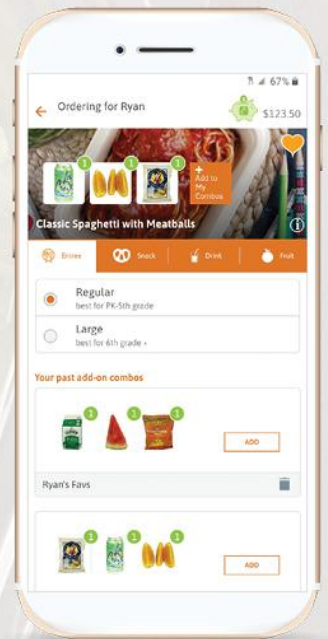 67%
Ordering for Ryan
$123.50
1
1
1
+
Add to
My
Combos
Classic Spaghetti with Meatballs
Entree
Snack
Drink
Fruit
Regular
best for PK-5th grade
Large
best for 6th grade +
Your past add-on combos
1
1
1
ADD
Ryan's Favs
1
1
1
ADD